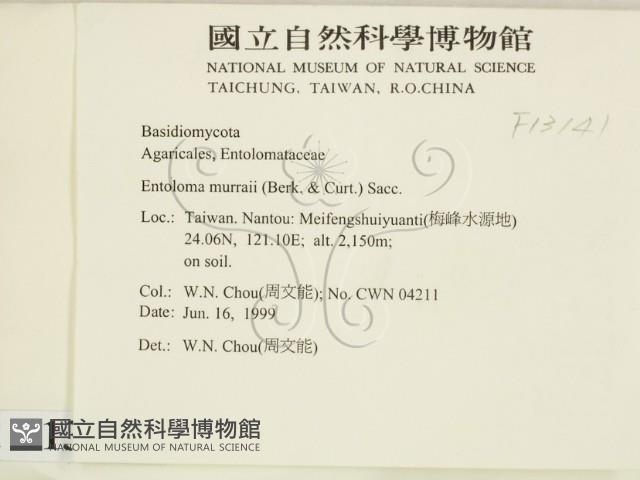 國立自然科學博物館
NATIONAL MUSEUM OF NATURAL SCIENCE
TAICHUNG, TAIWAN, R.O.CHINA
F13141
Basidiomycota
Agaricales, Entolomataceae
Entoloma murraii (Berk. & Curt.) Sacc.
Loc.: Taiwan. Nantou: Meifengshuiyuanti(梅峰水源地)
24.06N, 121.10E; alt. 2,150m;
on soil.
Col.: W.N. Chou(周文能); No. CWN 04211
Date: Jun. 16, 1999
Det.: W.N. Chou(周文能)
國立自然科學博物館
NATIONAL MUSEUM OF NATURAL SCIENCE